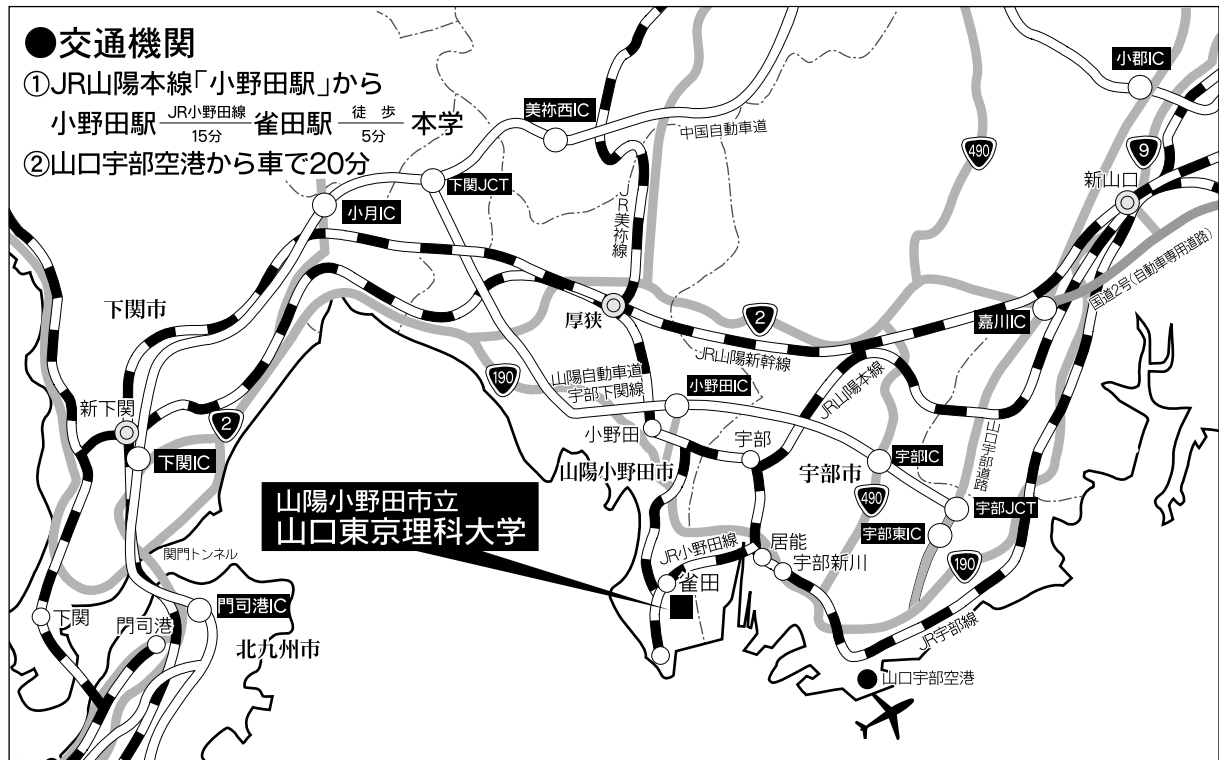 ●交通機関
①JR山陽本線「小野田駅」から
小野田駅 JR小野田線 15分 雀田駅 徒歩 5分 本学
②山口宇部空港から車で20分
小郡IC
美祢西IC
中国自動車道
490
9
新山口
下関JCT
小月IC
JR美祢線
国道2号(自動車専用道路)
下関市
厚狭
2
嘉川IC
JR山陽新幹線
190
山陽自動車道
宇部下関線
小野田IC
JR山陽本線
新下関
2
小野田
宇部
山口宇部道路
下関IC
山陽小野田市
宇部市
宇部IC
490
宇部JCT
山陽小野田市立
山口東京理科大学
宇部東IC
JR小野田線
居能
宇部新川
190
関門トンネル
雀田
下関
門司港IC
門司港
北九州市
JR宇部線
山口宇部空港